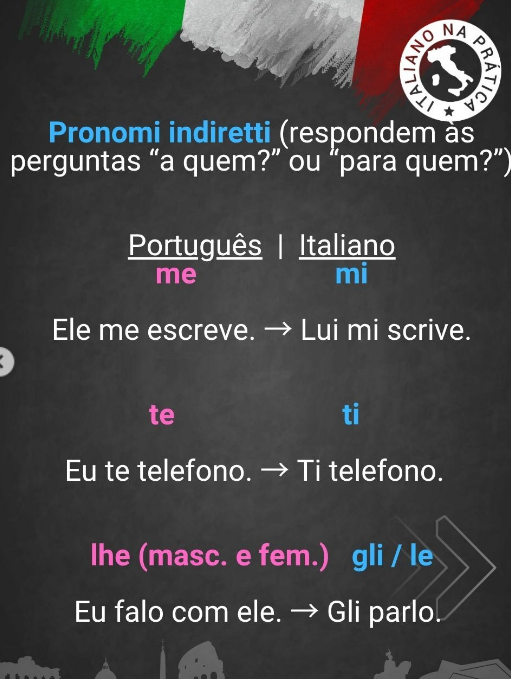 ITALIANO NA PRÁTICA
Pronomi indiretti (respondem às
perguntas “a quem?” ou “para quem?”)
Português | Italiano
me mi
Ele me escreve. → Lui mi scrive.
te ti
Eu te telefono. → Ti telefono.
lhe (masc. e fem.) gli / le
Eu falo com ele. → Gli parlo.